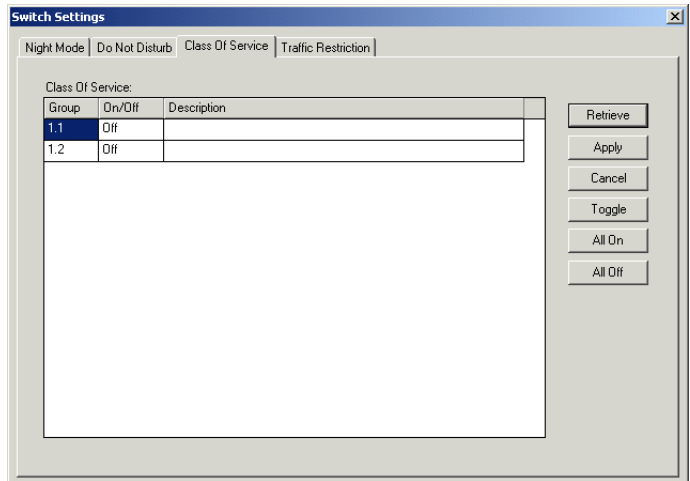 Switch Settings
Night Mode Do Not Disturb Class Of Service Traffic Restriction
Class Of Service:
Group On/Off Description
1.1 Off
1.2 Off
Retrieve
Apply
Cancel
Toggle
All On
All Off